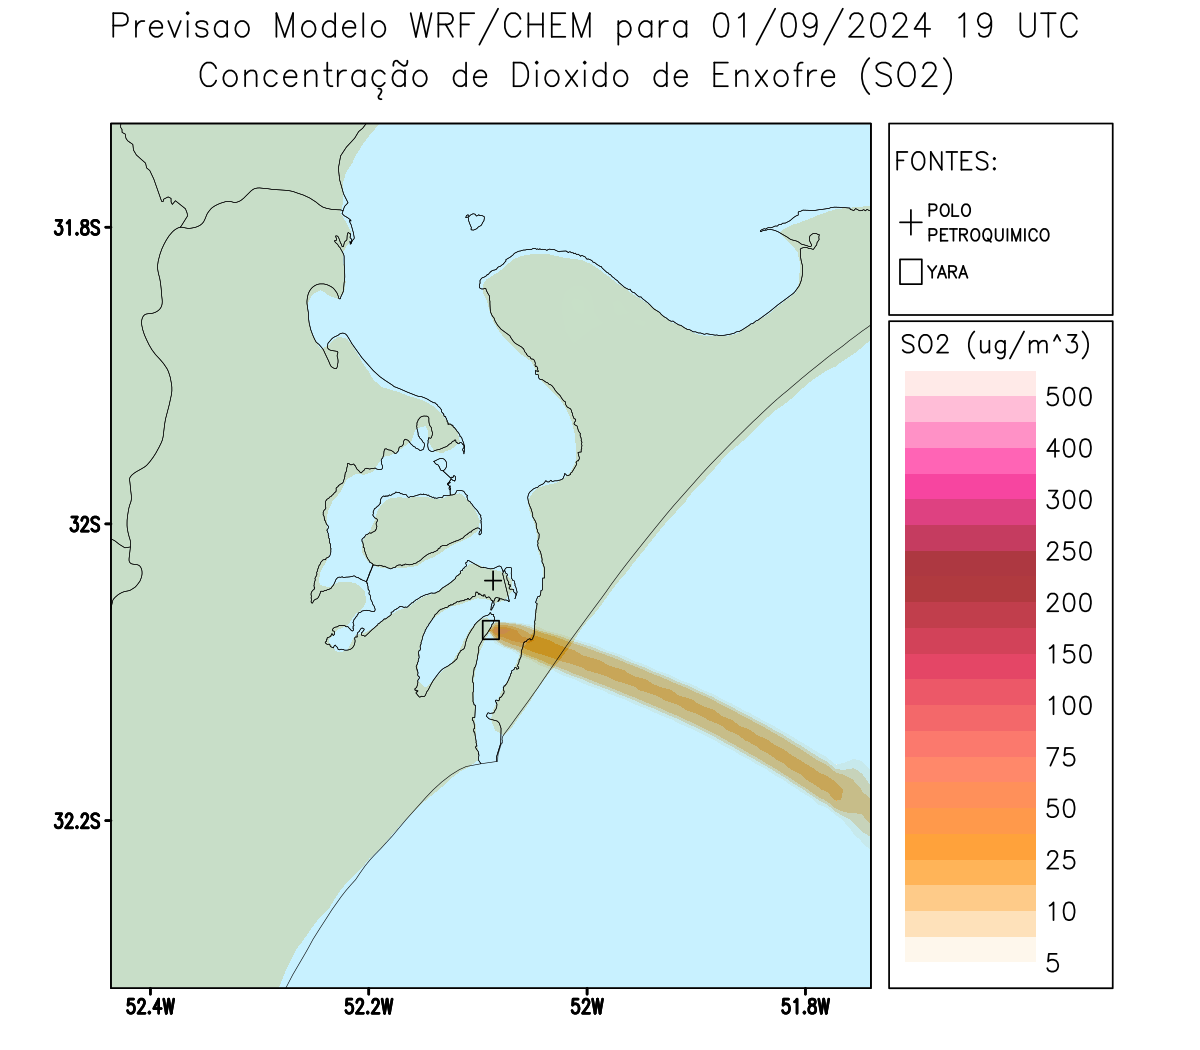 Previsao Modelo WRF/CHEM para 01/09/2024 19 UTC
Concentração de Dioxido de Enxofre (SO2)
FONTES:
POLO
PETROQUIMICO
YARA
SO2 (ug/m^3)
500
400
300
250
200
150
100
75
50
25
10
5
31.8S
32S
32.2S
52.4W
52.2W
52W
51.8W